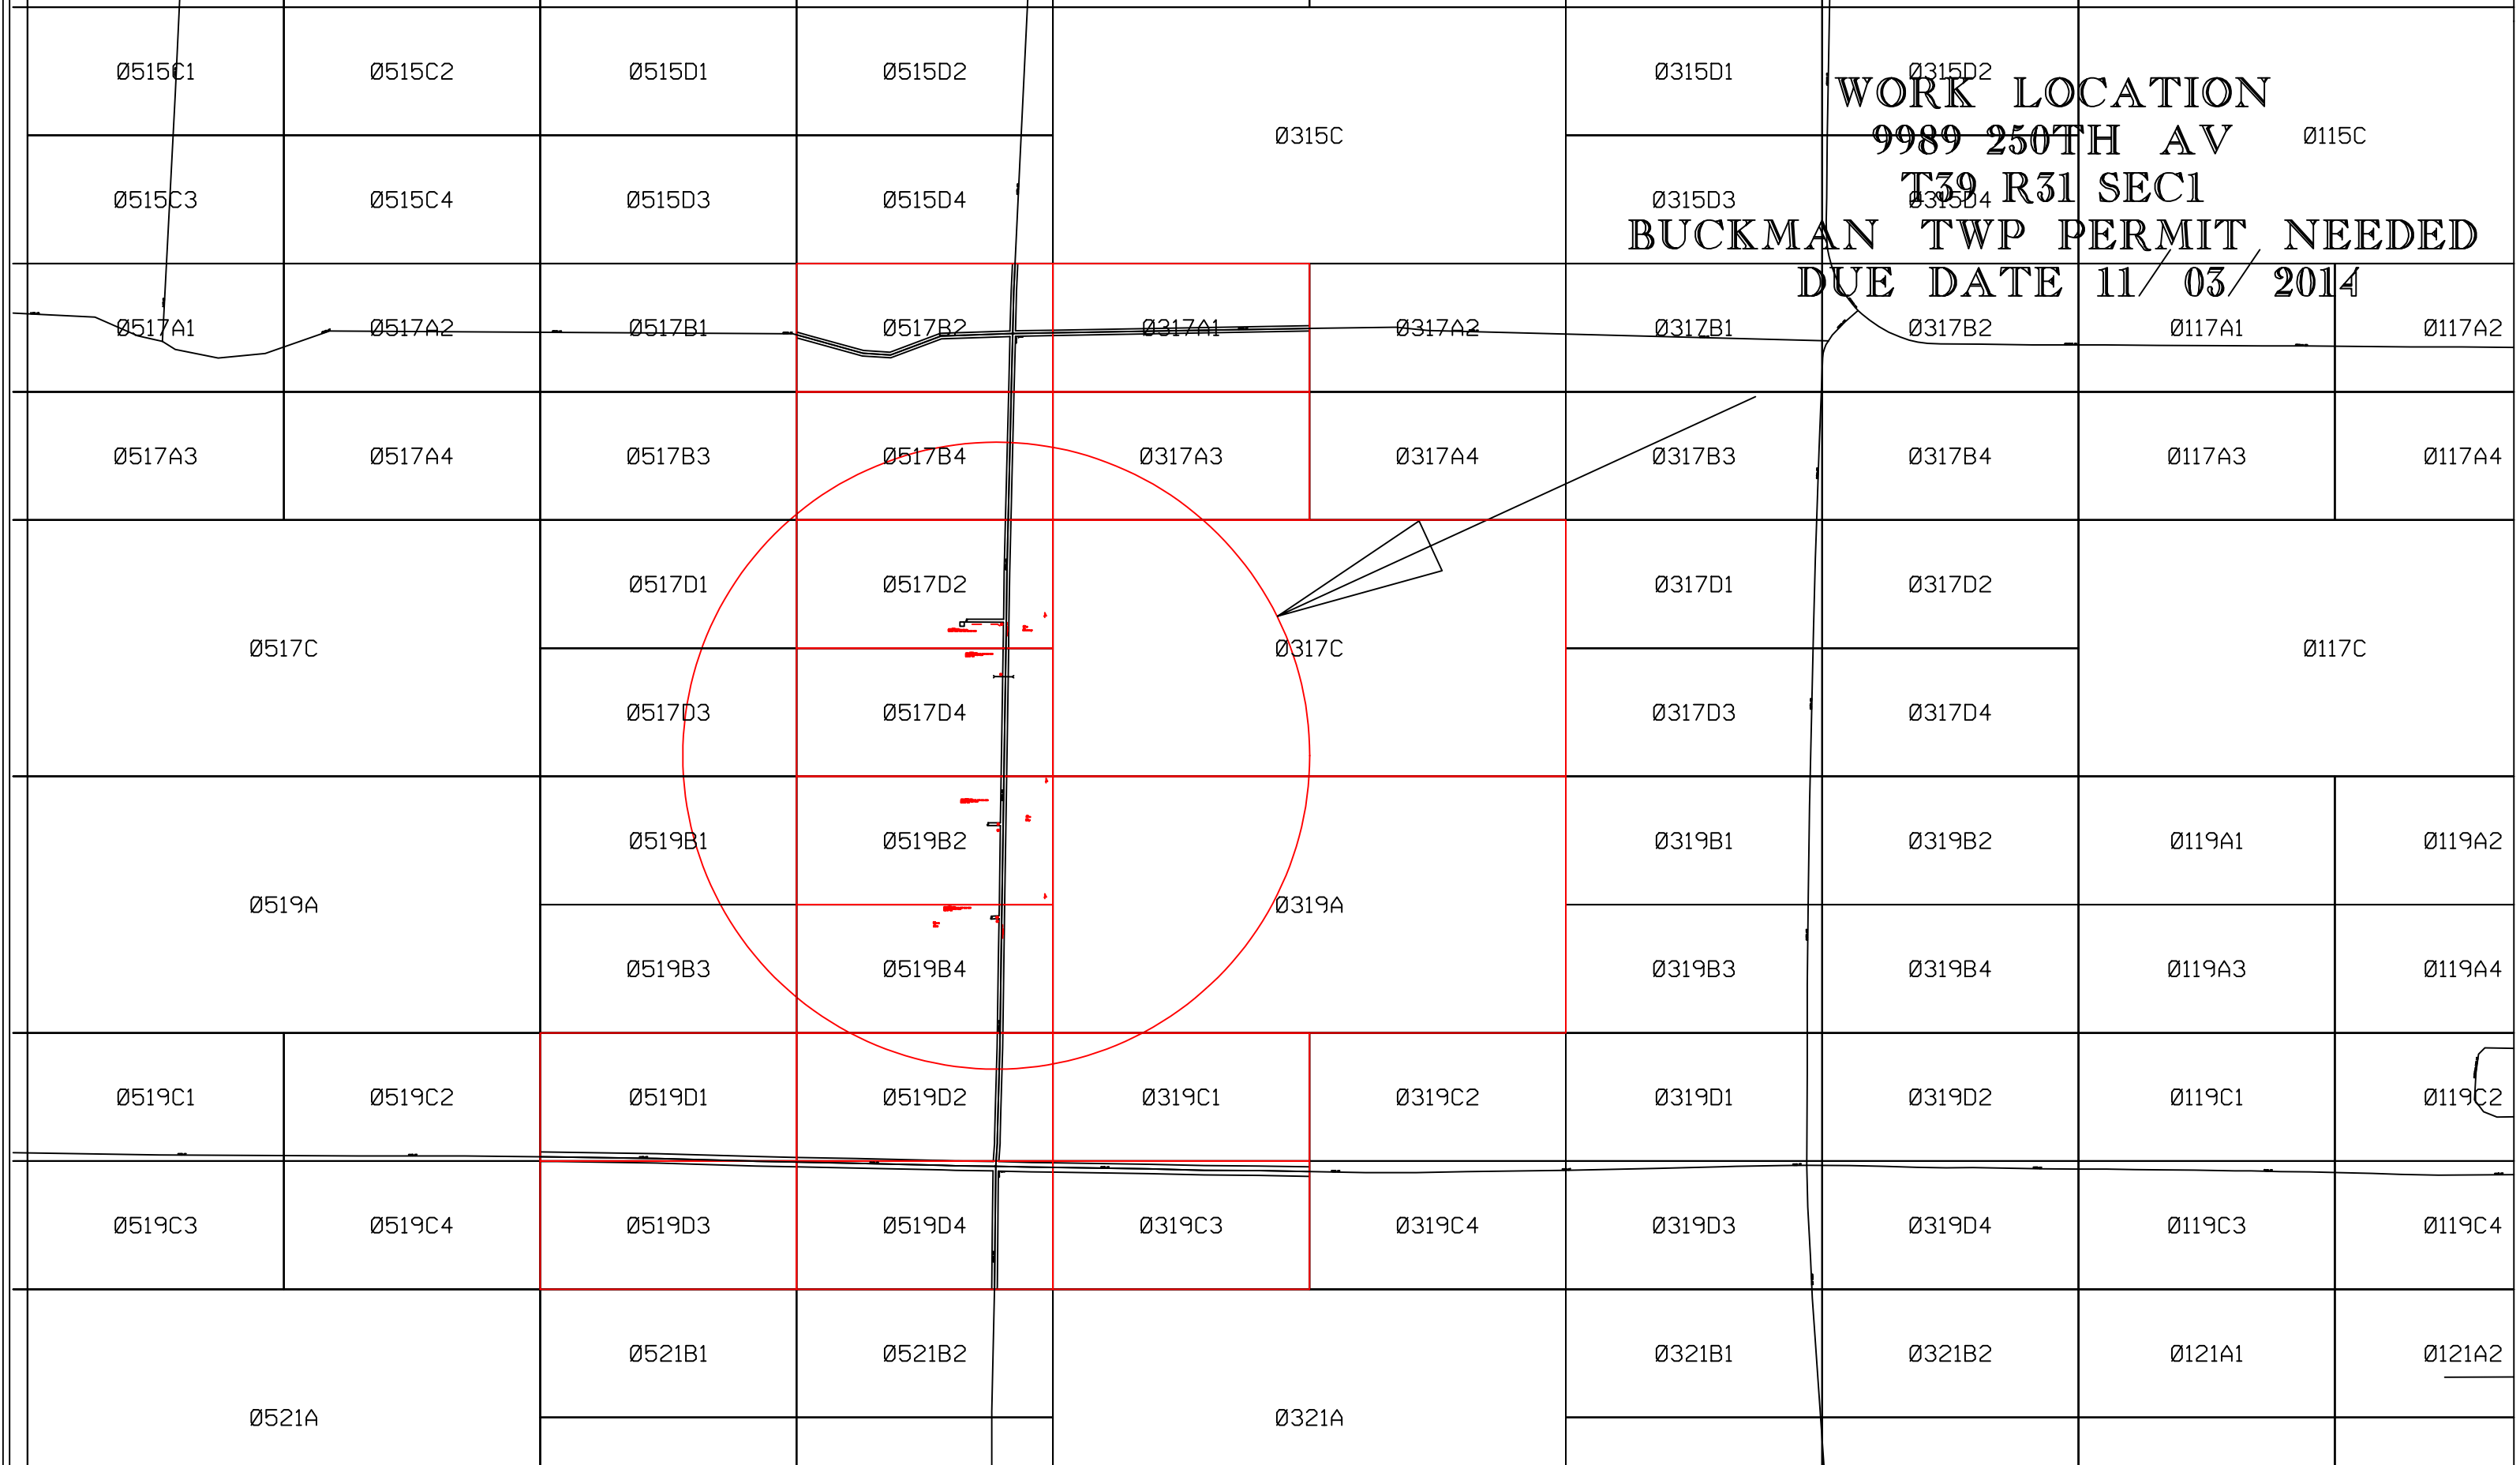 Ø515C1 Ø515C2 Ø515D1 Ø515D2 Ø315D1 Ø315D2
WORK LOCATION
Ø315C Ø115C
9989 250TH AV
Ø515C3 Ø515C4 Ø515D3 Ø515D4 Ø315D3 Ø315D4
T39 R31 SEC1
BUCKMAN TWP PERMIT NEEDED
DUE DATE 11/ 03/ 2014
Ø517A1 Ø517A2 Ø517B1 Ø517B2 Ø317A1 Ø317A2 Ø317B1 Ø317B2 Ø117A1 Ø117A2
Ø517A3 Ø517A4 Ø517B3 Ø517B4 Ø317A3 Ø317A4 Ø317B3 Ø317B4 Ø117A3 Ø117A4
Ø517D1 Ø517D2 Ø317D1 Ø317D2
Ø517C Ø317C Ø117C
Ø517D3 Ø517D4 Ø317D3 Ø317D4
Ø519B1 Ø519B2 Ø319B1 Ø319B2 Ø119A1 Ø119A2
Ø519A Ø319A
Ø519B3 Ø519B4 Ø319B3 Ø319B4 Ø119A3 Ø119A4
Ø519C1 Ø519C2 Ø519D1 Ø519D2 Ø319C1 Ø319C2 Ø319D1 Ø319D2 Ø119C1 Ø119C2
Ø519C3 Ø519C4 Ø519D3 Ø519D4 Ø319C3 Ø319C4 Ø319D3 Ø319D4 Ø119C3 Ø119C4
Ø521B1 Ø521B2 Ø321B1 Ø321B2 Ø121A1 Ø121A2
Ø521A Ø321A